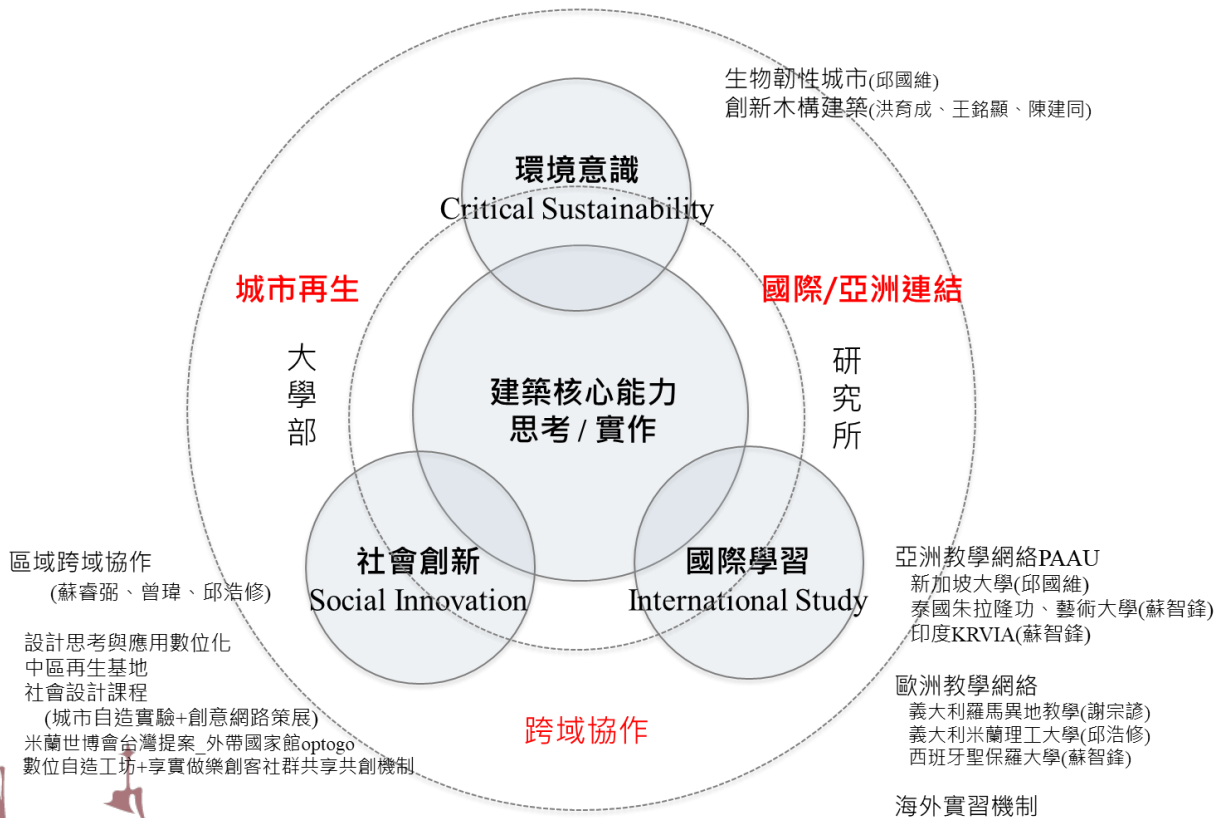 生物韌性城市(邱國維)
創新木構建築(洪育成、王銘顯、陳建同)
環境意識
Critical Sustainability
城市再生
國際/亞洲連結
大學部
研究所
建築核心能力
思考 / 實作
社會創新
Social Innovation
國際學習
International Study
跨域協作
區域跨域協作
(蘇睿弼、曾瑋、邱浩修)
設計思考與應用數位化
中區再生基地
社會設計課程
(城市自造實驗+創意網路策展)
米蘭世博會台灣提案_外帶國家館optogo
數位自造工坊+享實做樂創客社群共享共創機制
亞洲教學網絡PAAU
新加坡大學(邱國維)
泰國朱拉隆功、藝術大學(蘇智鋒)
印度KRVIA(蘇智鋒)
歐洲教學網絡
義大利羅馬異地教學(謝宗諺)
義大利米蘭理工大學(邱浩修)
西班牙聖保羅大學(蘇智鋒)
海外實習機制